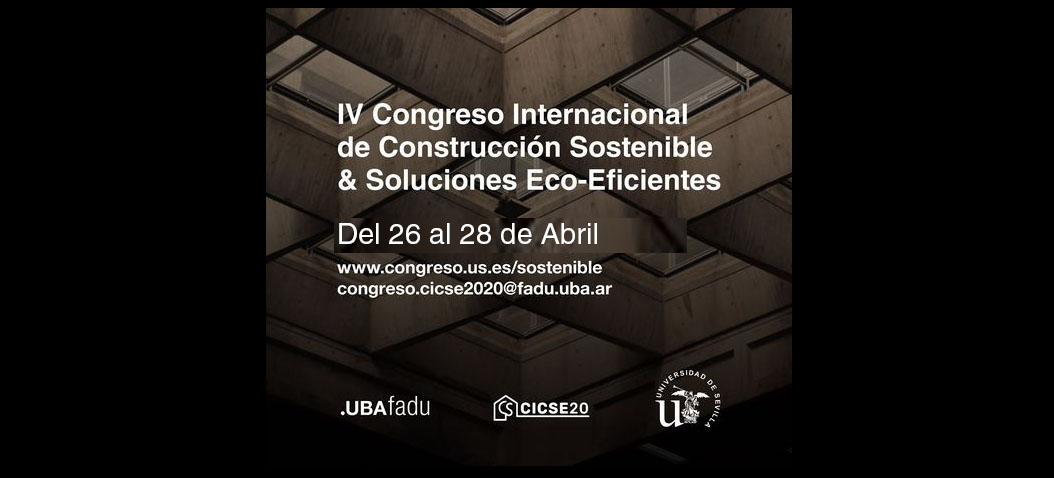 IV Congreso Internacional
de Construcción Sostenible
& Soluciones Eco-Eficientes
Del 26 al 28 de Abril
www.congreso.us.es/sostenible
congreso.cicse2020@fadu.uba.ar
.UBAfadu
CICSE20
UNIVERSIDAD DE SEVILLA
u